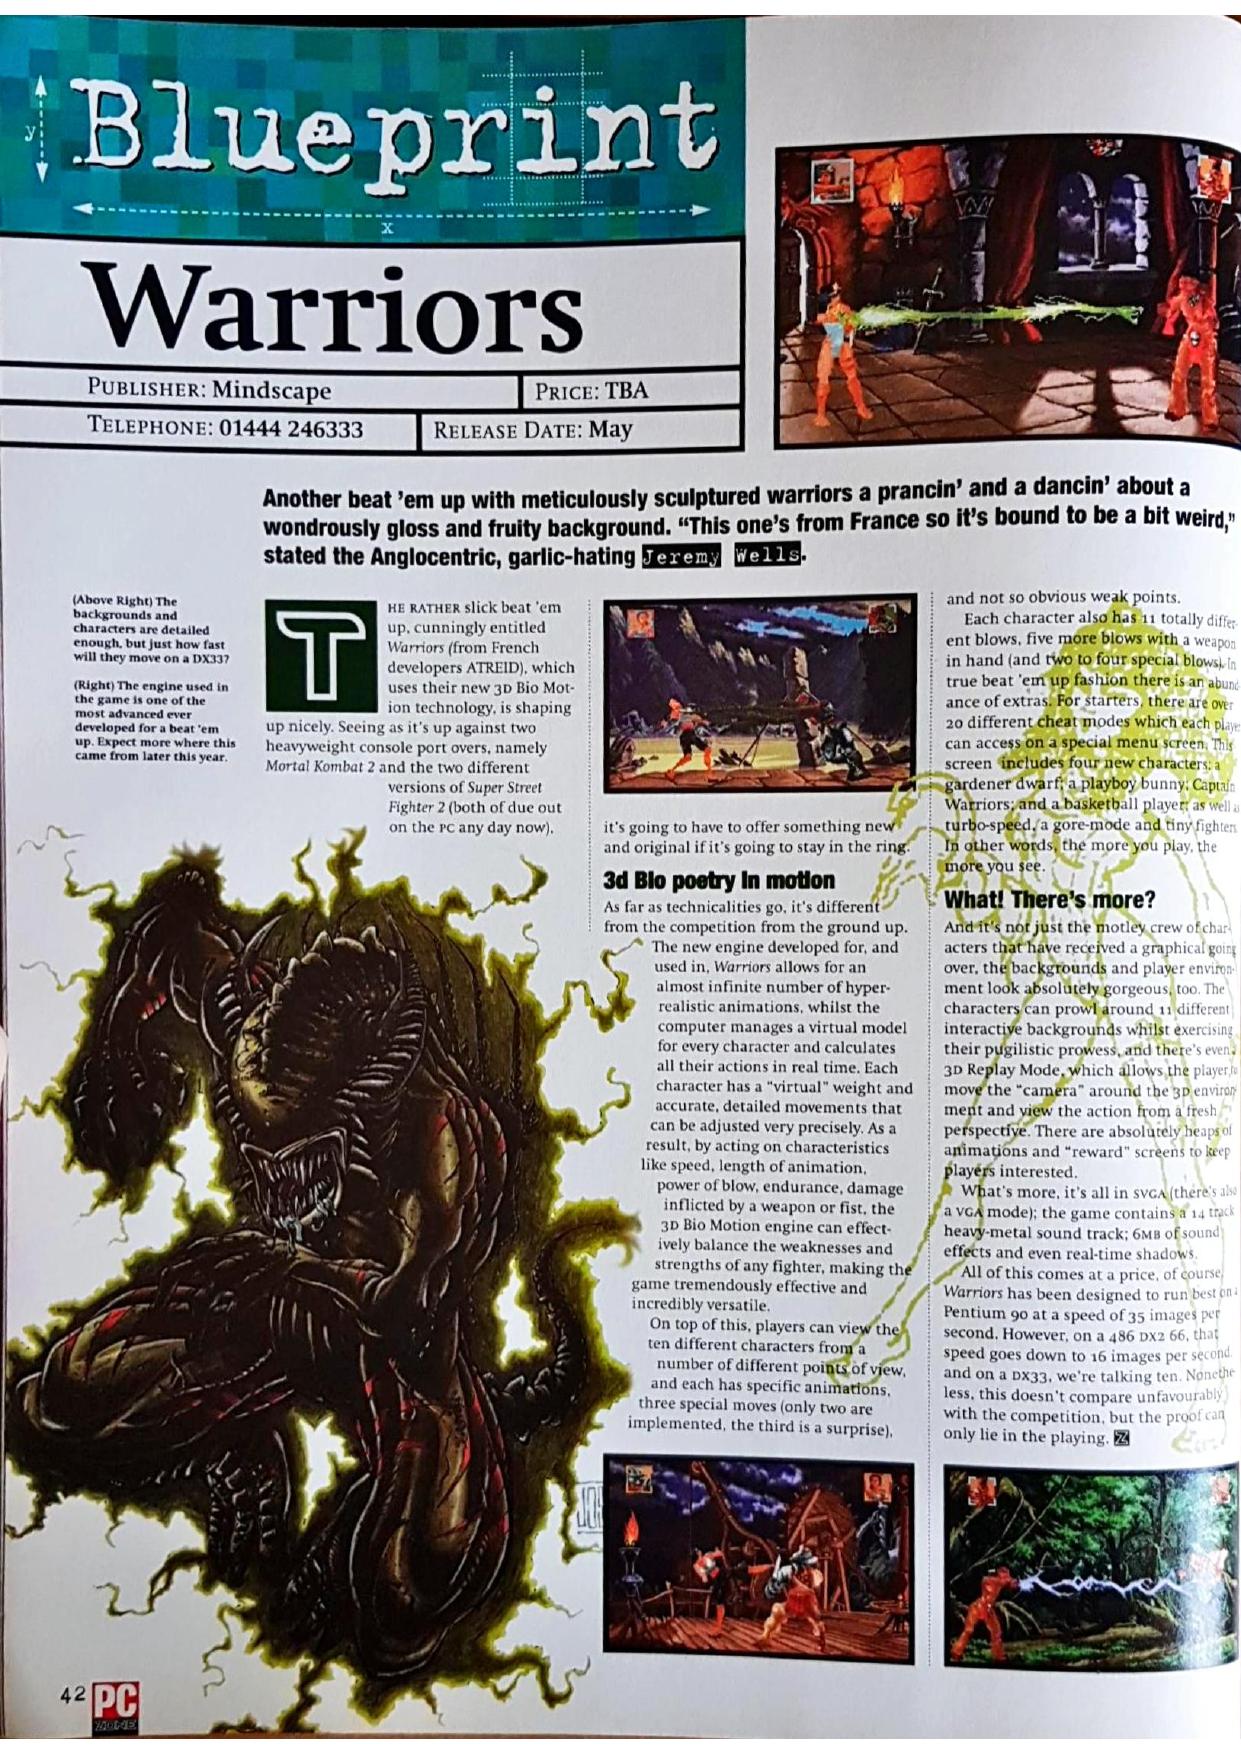 Blueprint
y
x
Warriors
PUBLISHER: Mindscape
PRICE: TBA
TELEPHONE: 01444 246333
RELEASE DATE: May
Another beat 'em up with meticulously sculptured warriors a prancin' and a dancin' about a
wondrously gloss and fruity background. "This one's from France so it's bound to be a bit weird,"
stated the Anglocentric, garlic-hating Jeremy Wells.
(Above Right) The
backgrounds and
characters are detailed
enough, but just how fast
will they move on a DX33?
(Right) The engine used in
the game is one of the
most advanced ever
developed for a beat 'em
up. Expect more where this
came from later this year.
THE RATHER slick beat 'em
up, cunningly entitled
Warriors (from French
developers ATREID), which
uses their new 3D Bio Mot-
ion technology, is shaping
up nicely. Seeing as it's up against two
heavyweight console port overs, namely
Mortal Kombat 2 and the two different
versions of Super Street
Fighter 2 (both of due out
on the PC any day now),
it's going to have to offer something new
and original if it's going to stay in the ring.
3d Bio poetry in motion
As far as technicalities go, it's different
from the competition from the ground up.
The new engine developed for, and
used in, Warriors allows for an
almost infinite number of hyper-
realistic animations, whilst the
computer manages a virtual model
for every character and calculates
all their actions in real time. Each
character has a "virtual" weight and
accurate, detailed movements that
can be adjusted very precisely. As a
result, by acting on characteristics
like speed, length of animation,
power of blow, endurance, damage
inflicted by a weapon or fist, the
3D Bio Motion engine can effect-
ively balance the weaknesses and
strengths of any fighter, making the
game tremendously effective and
incredibly versatile.
On top of this, players can view the
ten different characters from a
number of different points of view,
and each has specific animations,
three special moves (only two are
implemented, the third is a surprise),
and not so obvious weak points.
Each character also has 11 totally differ-
ent blows, five more blows with a weapon
in hand (and two to four special blows). In
true beat 'em up fashion there is an abund
ance of extras. For starters, there are over
20 different cheat modes which each playe
can access on a special menu screen. This
screen includes four new characters: a
gardener dwarf; a playboy bunny; Captain
Warriors; and a basketball player; as well a
turbo-speed, a gore-mode and tiny fighters.
In other words, the more you play, the
more you see.
What! There's more?
And it's not just the motley crew of char-
acters that have received a graphical going
over, the backgrounds and player environ-
ment look absolutely gorgeous, too. The
characters can prowl around 11 different
interactive backgrounds whilst exercising
their pugilistic prowess, and there's even
3D Replay Mode, which allows the player
move the "camera" around the 3D environ
ment and view the action from a fresh
perspective. There are absolutely heaps of
animations and "reward" screens to keep
players interested.
What's more, it's all in SVGA (there's also
a VGA mode); the game contains a 14 track
heavy-metal sound track; 6MB of sound
effects and even real-time shadows.
All of this comes at a price, of course.
Warriors has been designed to run best on a
Pentium 90 at a speed of 35 images per
second. However, on a 486 DX2 66, that
speed goes down to 16 images per second
and on a DX33, we're talking ten. Nonethe
less, this doesn't compare unfavourably
with the competition, but the proof can
only lie in the playing. Z
42 PC
ZONE